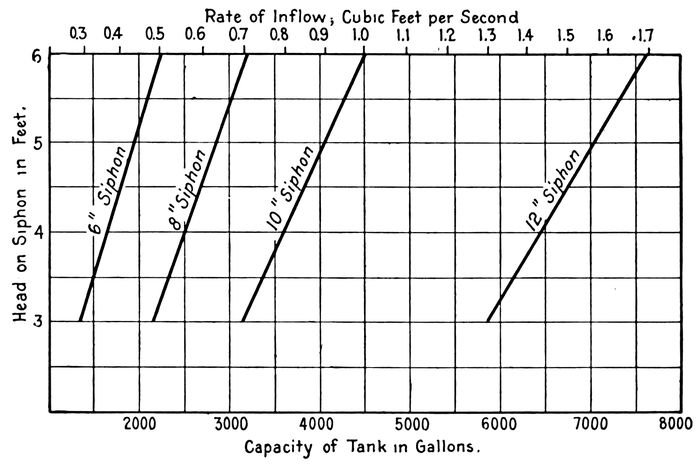 Rate of Inflow; Cubic Feet per Second
0.3 0.4 0.5 0.6 0.7 0.8 0.9 1.0 1.1 1.2 1.3 1.4 1.5 1.6 1.7
6
5
4
3
Head on Siphon in Feet.
6" Siphon
8" Siphon
10" Siphon
12" Siphon
2000 3000 4000 5000 6000 7000 8000
Capacity of Tank in Gallons.